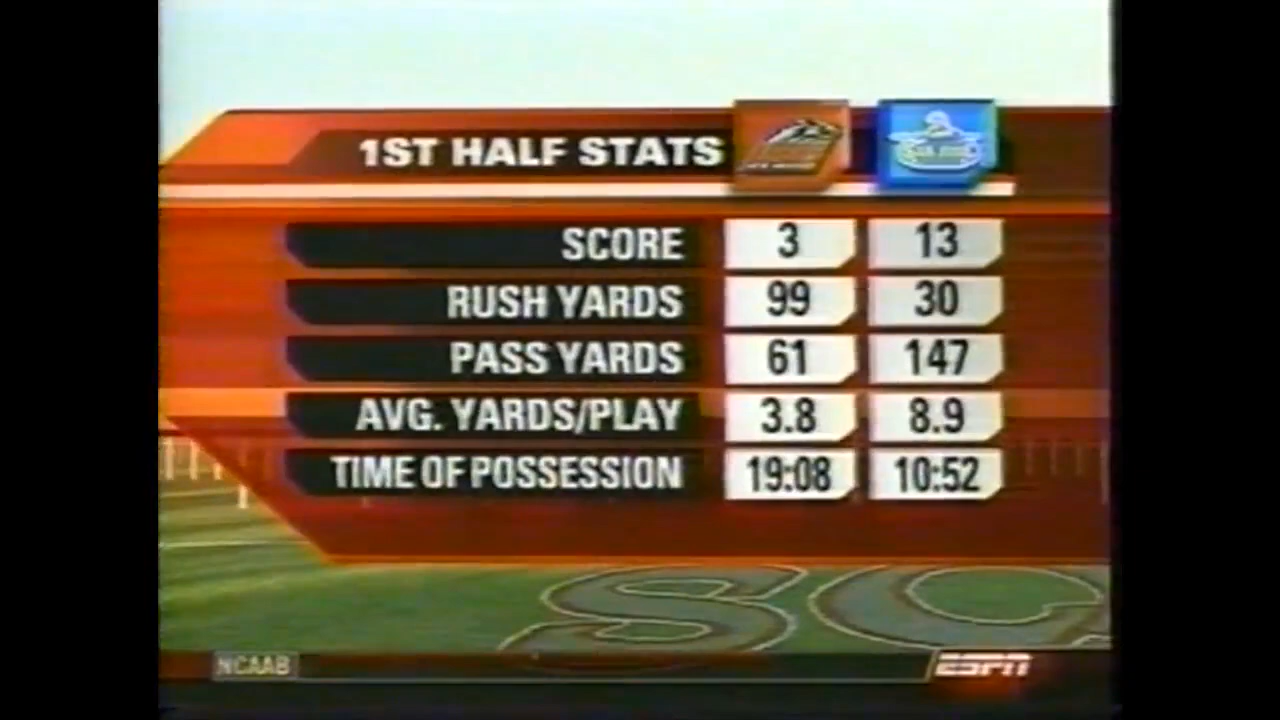 1ST HALF STATS
SCORE 3 13
RUSH YARDS 99 30
PASS YARDS 61 147
AVG. YARDS/PLAY 3.8 8.9
TIME OF POSSESSION 19:08 10:52
SC
NCAAB ESPN